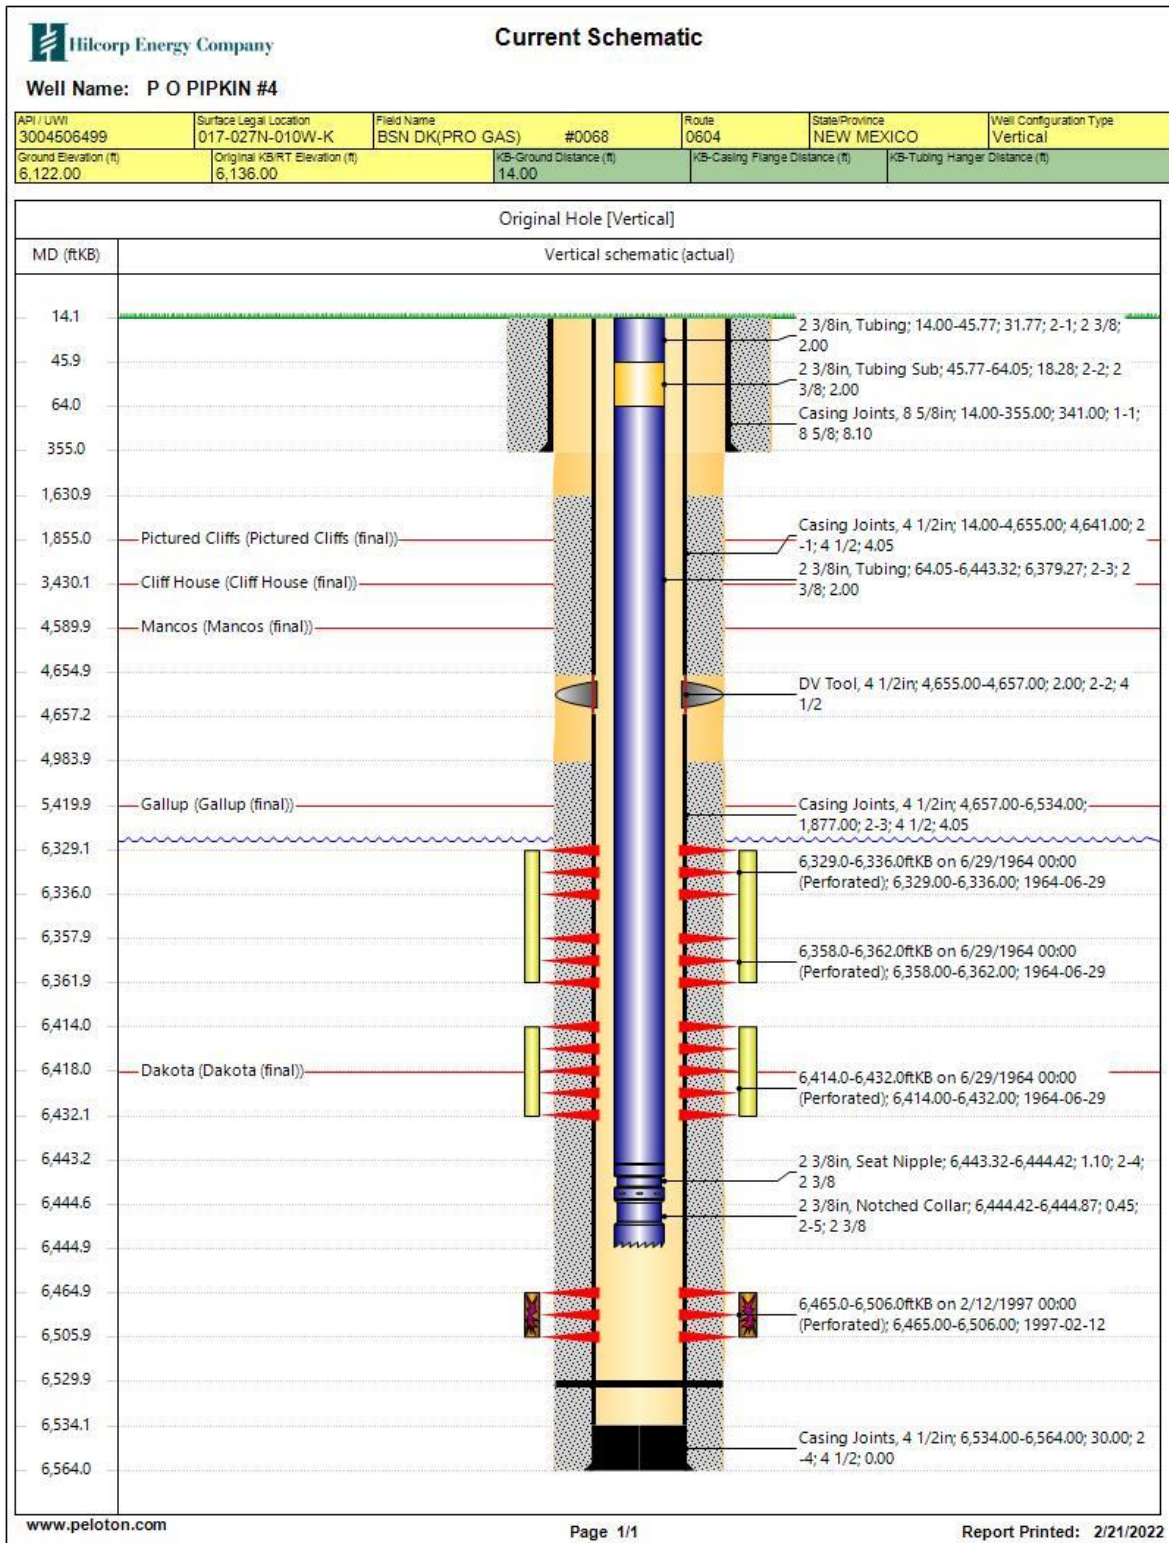 Hilcorp Energy Company
Current Schematic
Well Name: P O PIPKIN #4
API / UWI
3004506499
Surface Legal Location
017-027N-010W-K
Field Name
BSN DK(PRO GAS) #0068
Route
0604
State/Province
NEW MEXICO
Well Configuration Type
Vertical
Ground Elevation (ft)
6,122.00
Original KB/RT Elevation (ft)
6,136.00
KB-Ground Distance (ft)
14.00
KB-Casing Flange Distance (ft)
KB-Tubing Hanger Distance (ft)
Original Hole [Vertical]
MD (ftKB)
Vertical schematic (actual)
14.1
2 3/8in, Tubing; 14.00-45.77; 31.77; 2-1; 2 3/8;
2.00
45.9
2 3/8in, Tubing Sub; 45.77-64.05; 18.28; 2-2; 2
3/8; 2.00
64.0
Casing Joints, 8 5/8in; 14.00-355.00; 341.00; 1-1;
8 5/8; 8.10
355.0
1,630.9
Casing Joints, 4 1/2in; 14.00-4,655.00; 4,641.00; 2
-1; 4 1/2; 4.05
1,855.0
Pictured Cliffs (Pictured Cliffs (final))
2 3/8in, Tubing; 64.05-6,443.32; 6,379.27; 2-3; 2
3/8; 2.00
3,430.1
Cliff House (Cliff House (final))
4,589.9
Mancos (Mancos (final))
4,654.9
DV Tool, 4 1/2in; 4,655.00-4,657.00; 2.00; 2-2; 4
1/2
4,657.2
4,983.9
5,419.9
Gallup (Gallup (final))
Casing Joints, 4 1/2in; 4,657.00-6,534.00;
1,877.00; 2-3; 4 1/2; 4.05
6,329.1
6,329.0-6,336.0ftKB on 6/29/1964 00:00
(Perforated); 6,329.00-6,336.00; 1964-06-29
6,336.0
6,357.9
6,358.0-6,362.0ftKB on 6/29/1964 00:00
(Perforated); 6,358.00-6,362.00; 1964-06-29
6,361.9
6,414.0
6,418.0
Dakota (Dakota (final))
6,414.0-6,432.0ftKB on 6/29/1964 00:00
(Perforated); 6,414.00-6,432.00; 1964-06-29
6,432.1
6,443.2
2 3/8in, Seat Nipple; 6,443.32-6,444.42; 1.10; 2-4;
2 3/8
6,444.6
2 3/8in, Notched Collar; 6,444.42-6,444.87; 0.45;
2-5; 2 3/8
6,444.9
6,464.9
6,465.0-6,506.0ftKB on 2/12/1997 00:00
(Perforated); 6,465.00-6,506.00; 1997-02-12
6,505.9
6,529.9
6,534.1
Casing Joints, 4 1/2in; 6,534.00-6,564.00; 30.00; 2
-4; 4 1/2; 0.00
6,564.0
www.peloton.com
Page 1/1
Report Printed: 2/21/2022